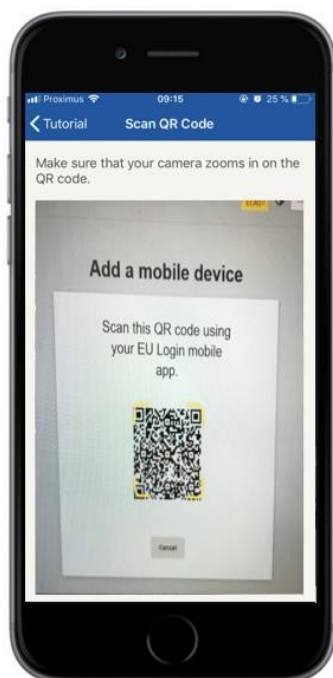 Proximus 09:15 25 %
Tutorial Scan QR Code
Make sure that your camera zooms in on the
QR code.
Add a mobile device
Scan this QR code using
your EU Login mobile
app.
Cancel